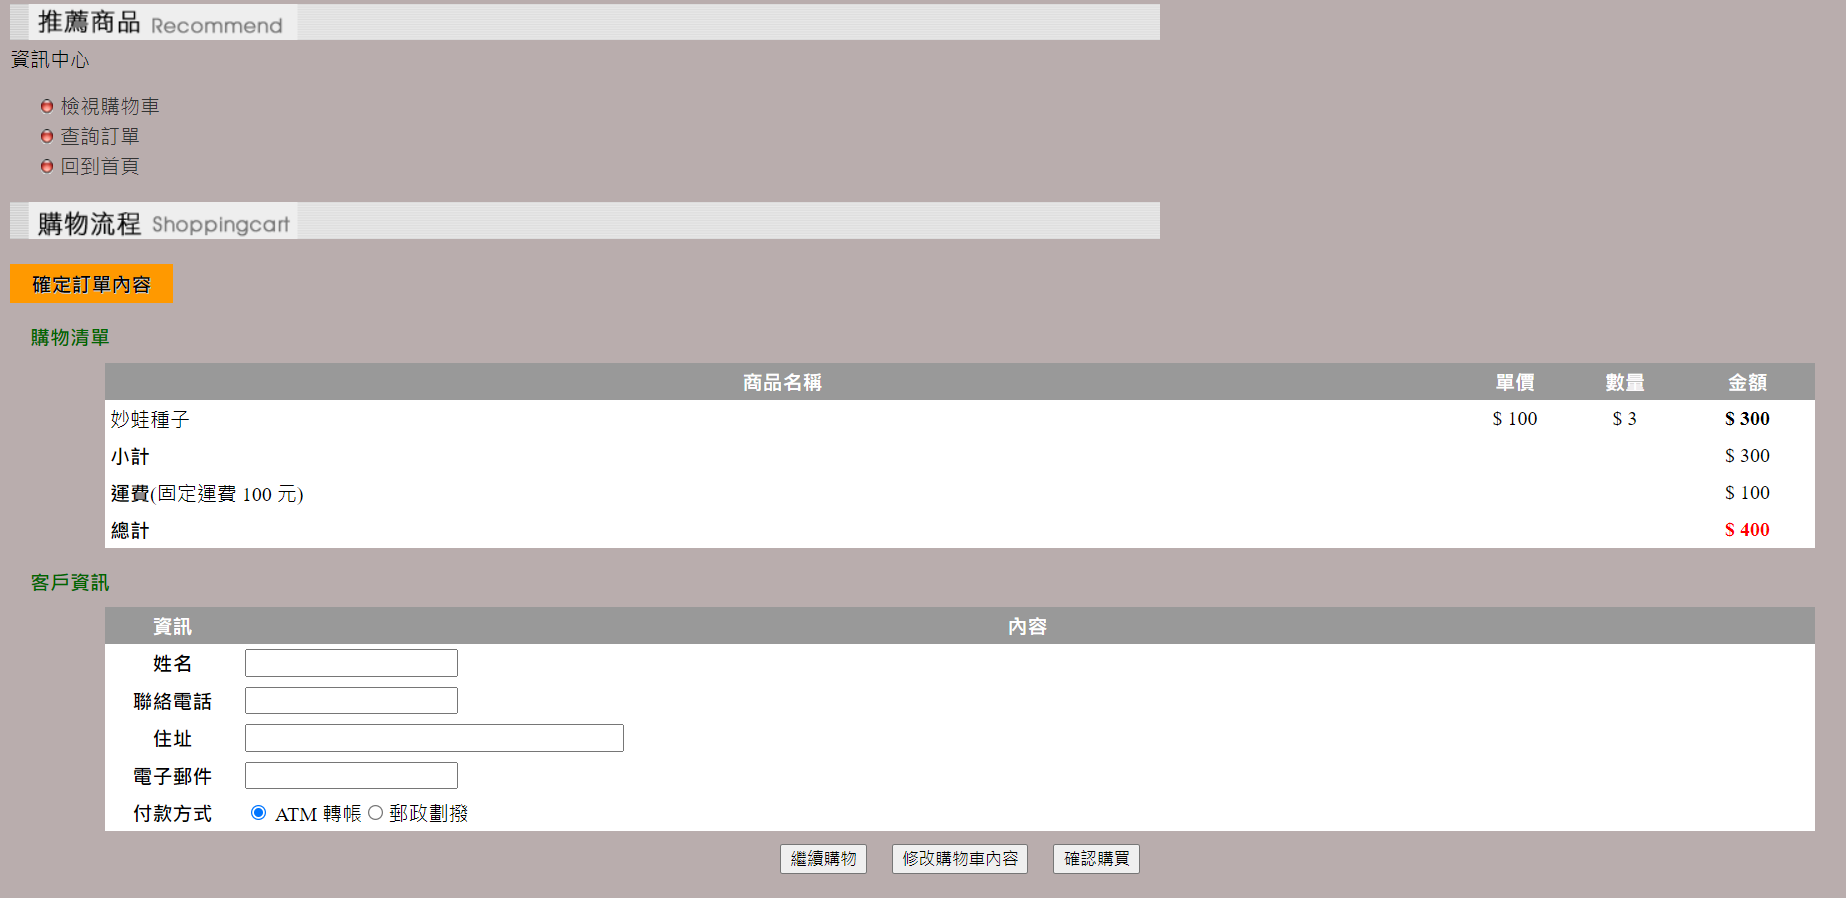 推薦商品 Recommend
資訊中心
檢視購物車
查詢訂單
回到首頁
購物流程 Shoppingcart
確定訂單內容
購物清單
商品名稱 單價 數量 金額
妙蛙種子 $ 100 $ 3 $ 300
小計 $ 300
運費(固定運費 100 元) $ 100
總計 $ 400
客戶資訊
資訊 內容
姓名
聯絡電話
住址
電子郵件
付款方式 ATM 轉帳 郵政劃撥
繼續購物 修改購物車內容 確認購買